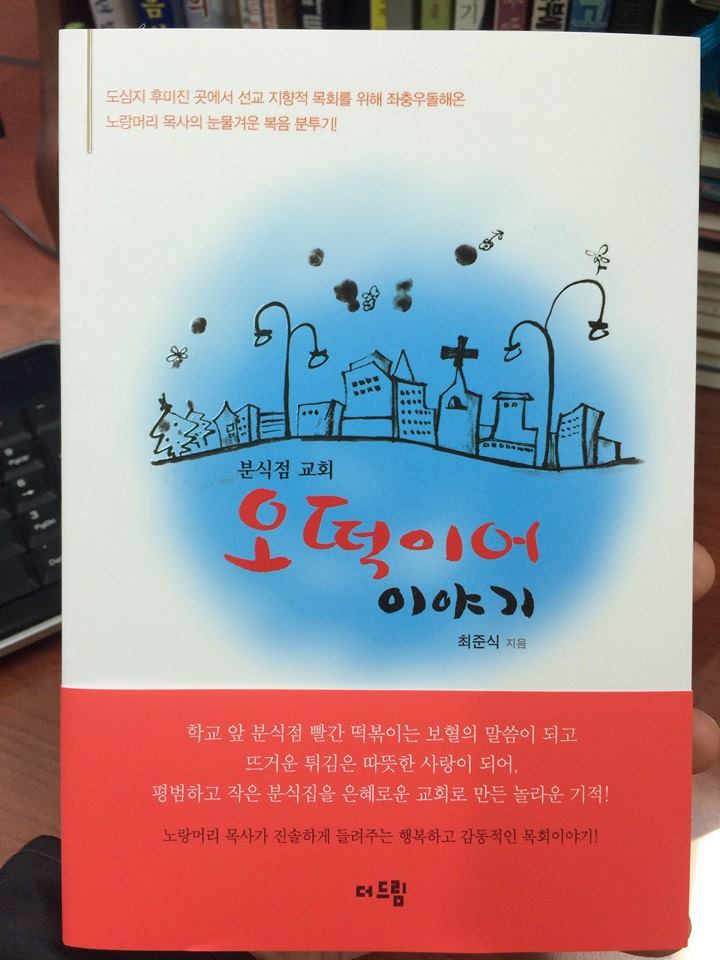 도심지 후미진 곳에서 선교 지향적 목회를 위해 좌충우돌해온
노랑머리 목사의 눈물겨운 복음 분투기!
분식점 교회
오떡이어
이야기
최준식 지음
학교 앞 분식점 빨간 떡볶이는 보혈의 말씀이 되고
뜨거운 튀김은 따뜻한 사랑이 되어,
평범하고 작은 분식집을 은혜로운 교회로 만든 놀라운 기적!
노랑머리 목사가 진솔하게 들려주는 행복하고 감동적인 목회이야기!
더드림